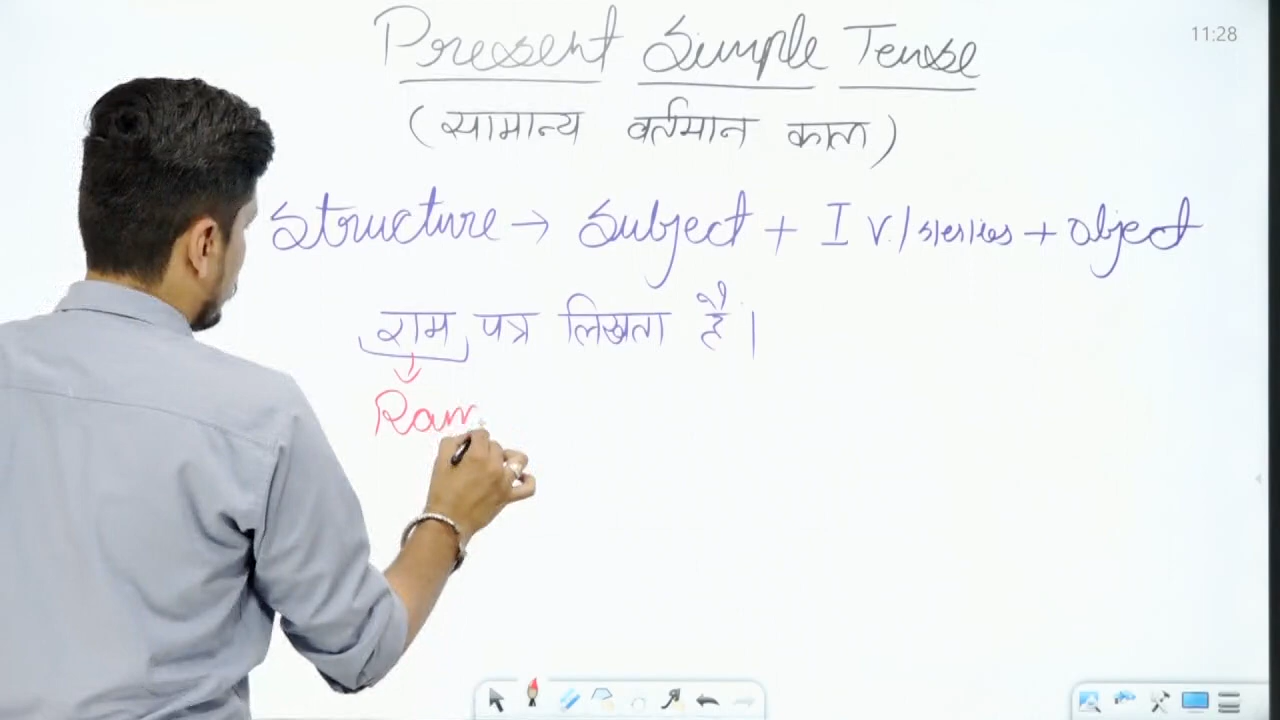 11:28
Present Simple Tense
(सामान्य वर्तमान काल)
Structure → Subject + I V./s/es/ies + object
राम पत्र लिखता है।
Ram